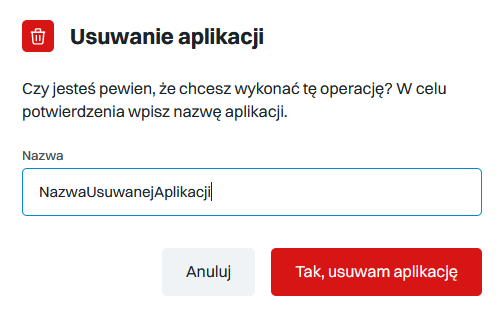 Usuwanie aplikacji
Czy jesteś pewien, że chcesz wykonać tę operację? W celu
potwierdzenia wpisz nazwę aplikacji.
Nazwa
NazwaUsuwanejAplikacji
Anuluj
Tak, usuwam aplikację